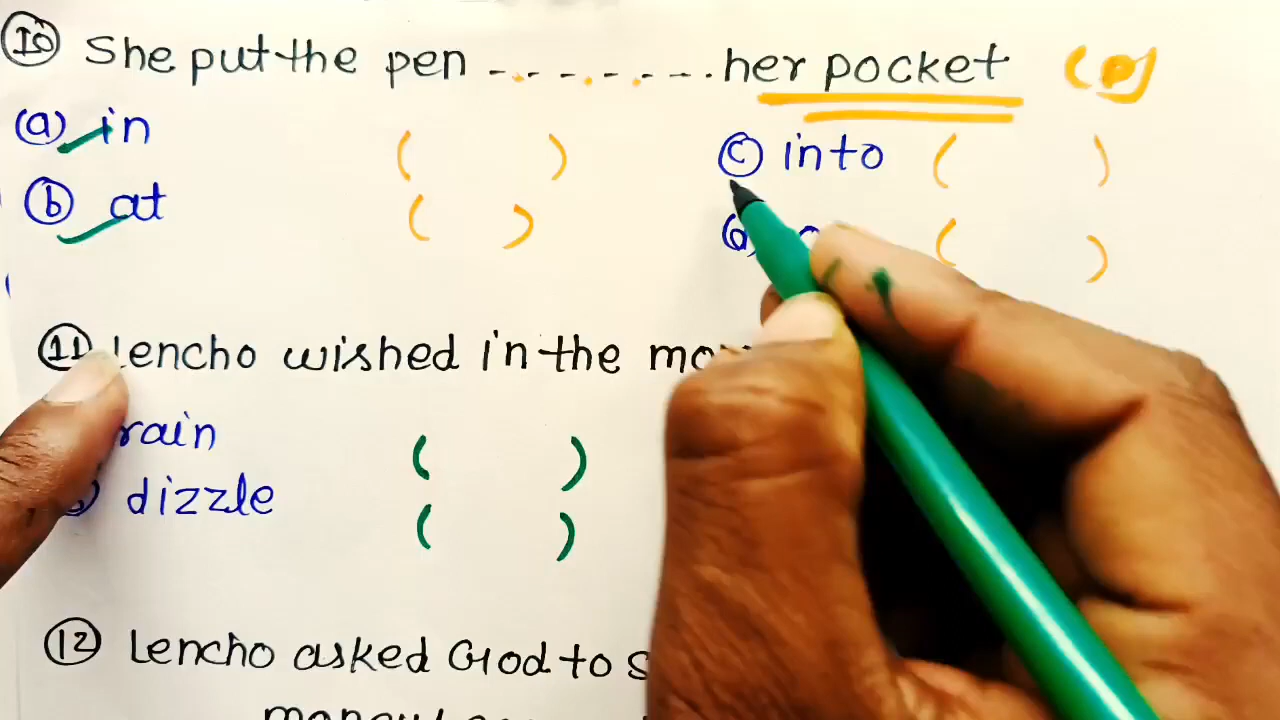 10 She put the pen --------- her pocket ( P )
(a) in ( ) (c) into ( )
(b) at ( ) (d) ( )
11 Lencho wished in the
rain ( )
dizzle ( )
12 Lencho asked God to